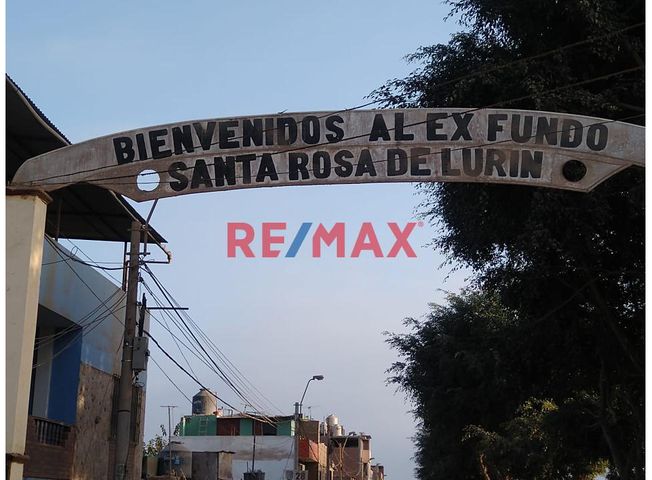 BIENVENIDOS AL EX FUNDO
SANTA ROSA DE LURIN
RE/MAX